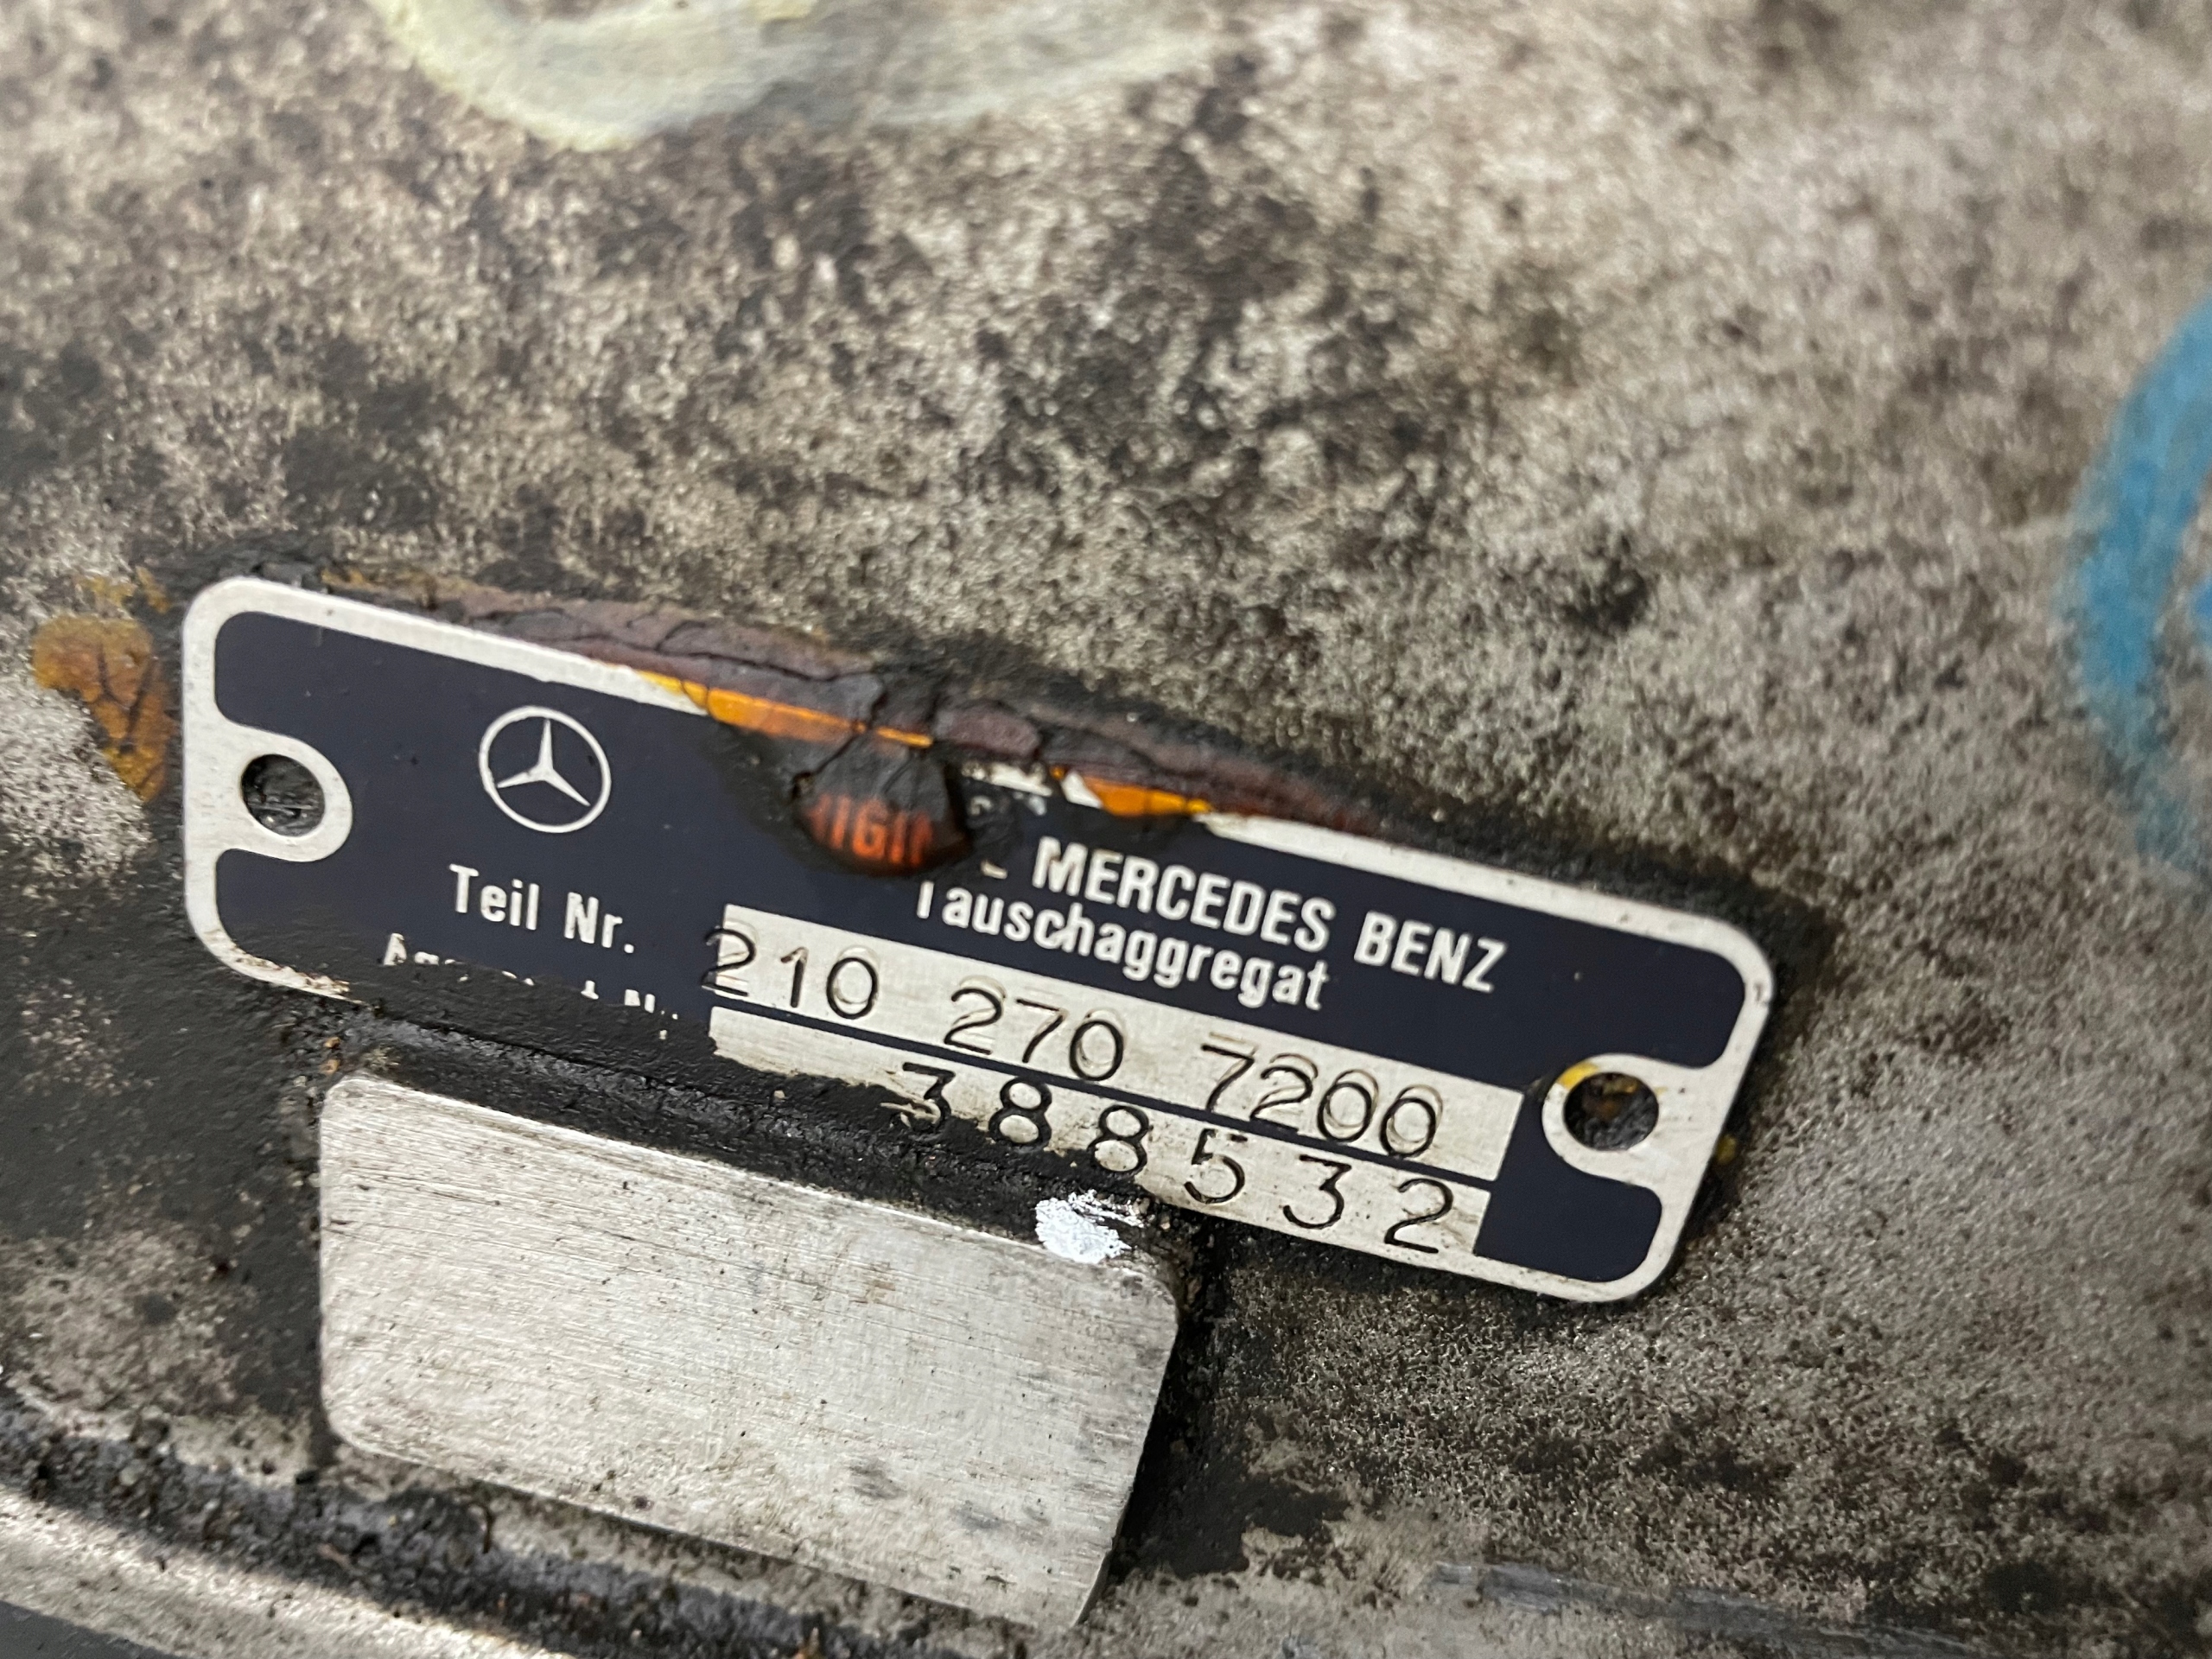 MERCEDES BENZ
Tauschaggregat
Teil Nr. 210 270 7200
388532